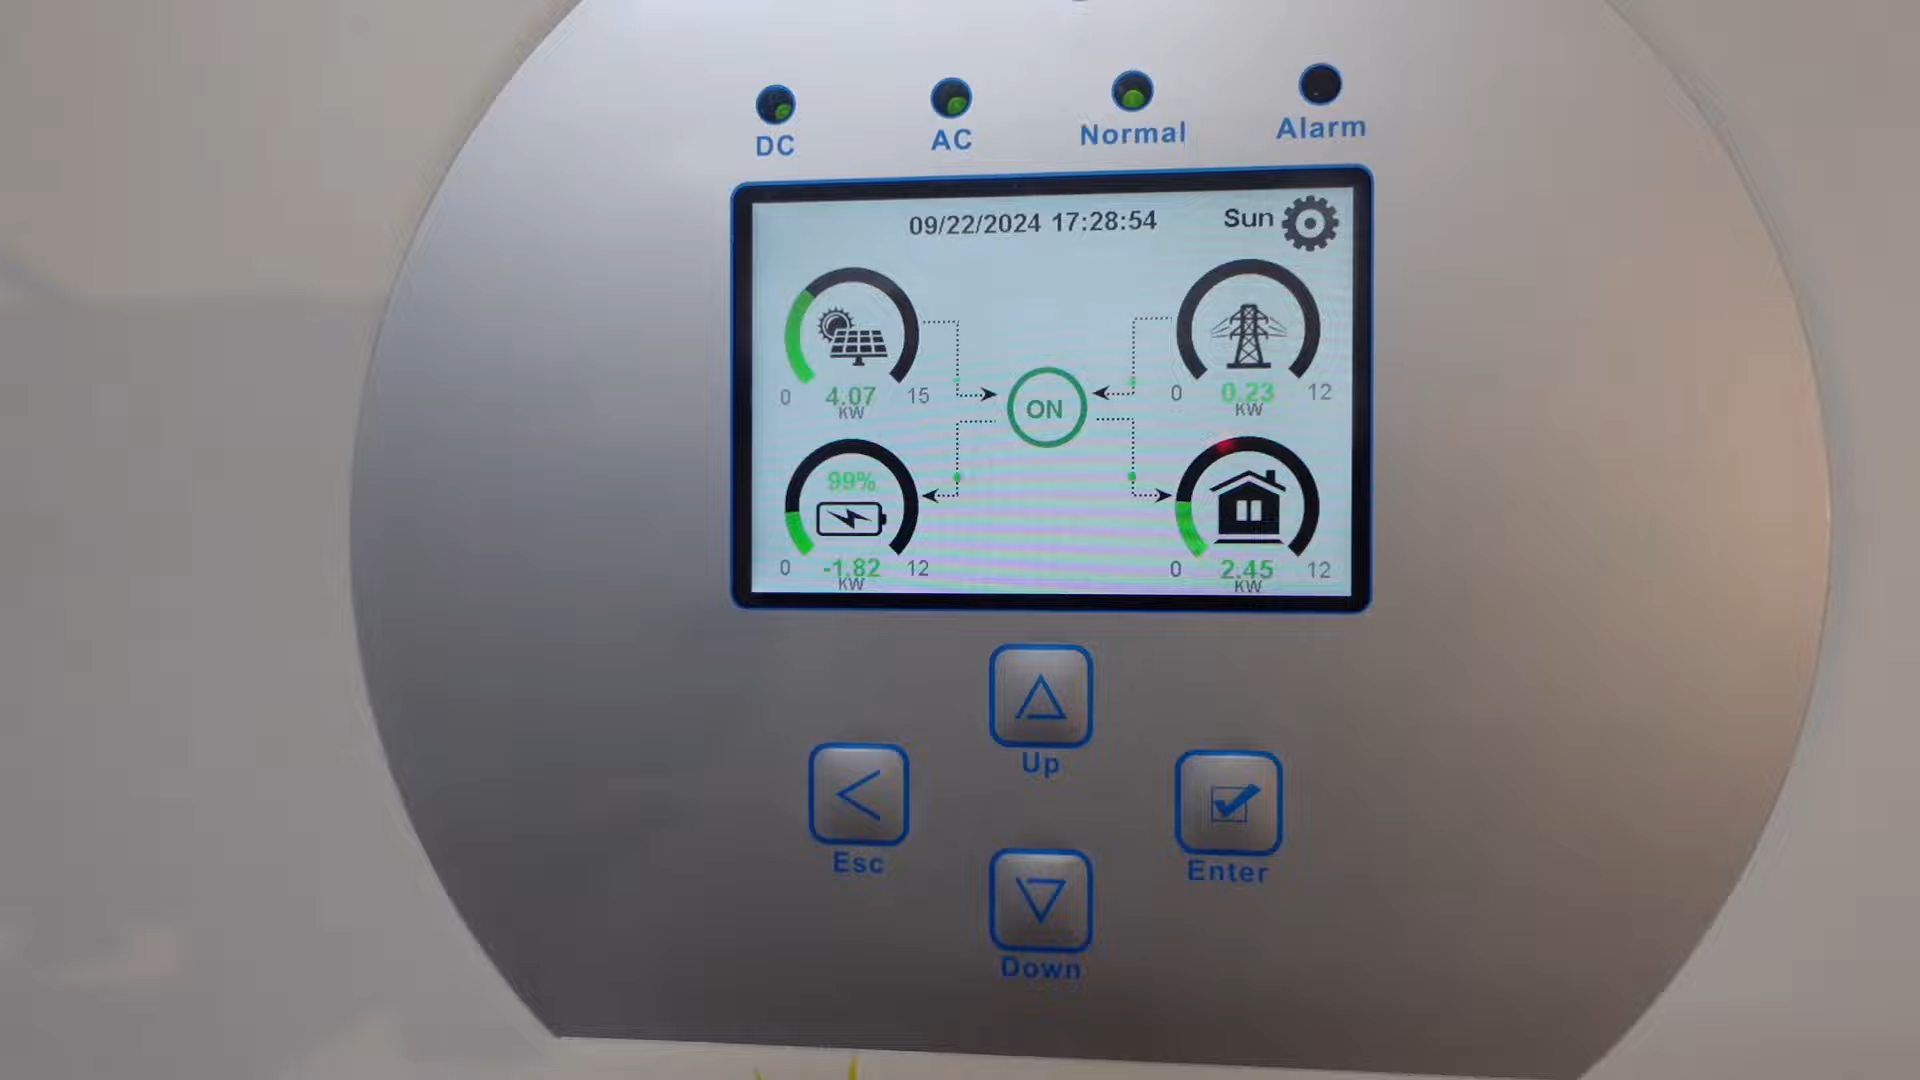 DC AC Normal Alarm
09/22/2024 17:28:54 Sun
0 4.07 15
KW
0 0.23 12
KW
ON
99%
0 -1.82 12
KW
0 2.45 12
KW
Up
Esc
Enter
Down